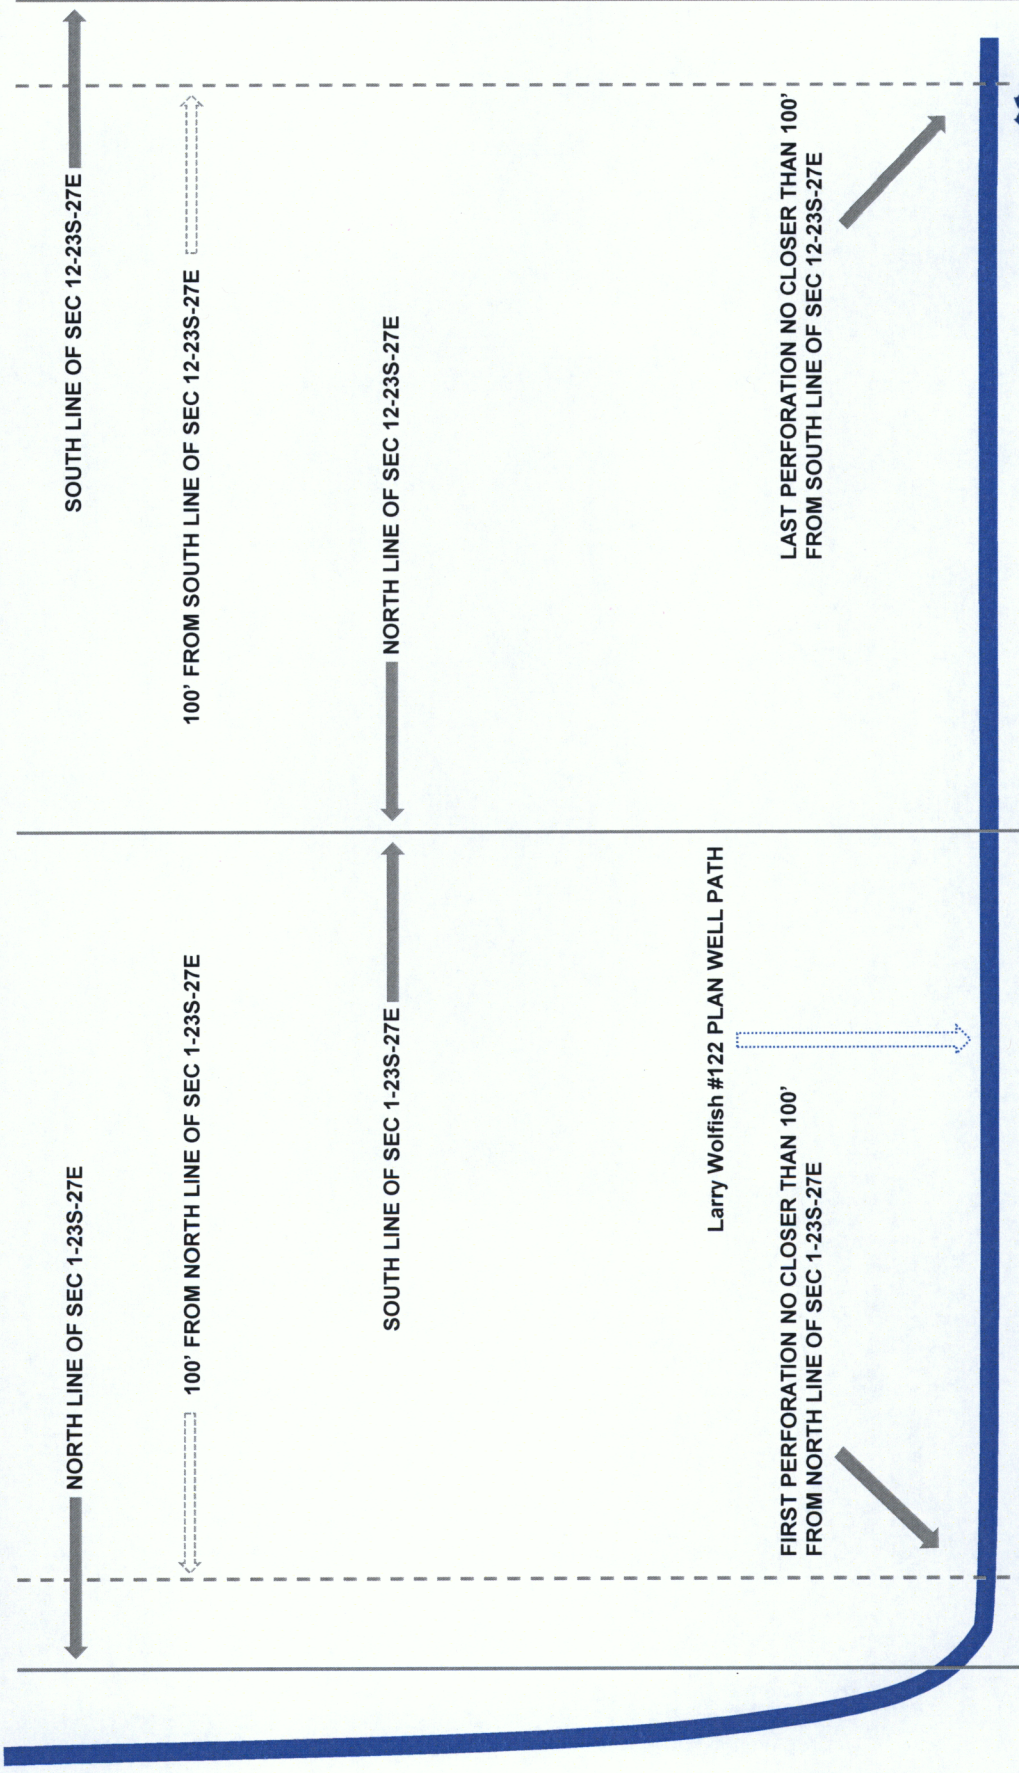 NORTH LINE OF SEC 1-23S-27E
SOUTH LINE OF SEC 12-23S-27E
100' FROM NORTH LINE OF SEC 1-23S-27E
100' FROM SOUTH LINE OF SEC 12-23S-27E
SOUTH LINE OF SEC 1-23S-27E
NORTH LINE OF SEC 12-23S-27E
Larry Wolfish #122 PLAN WELL PATH
FIRST PERFORATION NO CLOSER THAN 100'
FROM NORTH LINE OF SEC 1-23S-27E
LAST PERFORATION NO CLOSER THAN 100'
FROM SOUTH LINE OF SEC 12-23S-27E